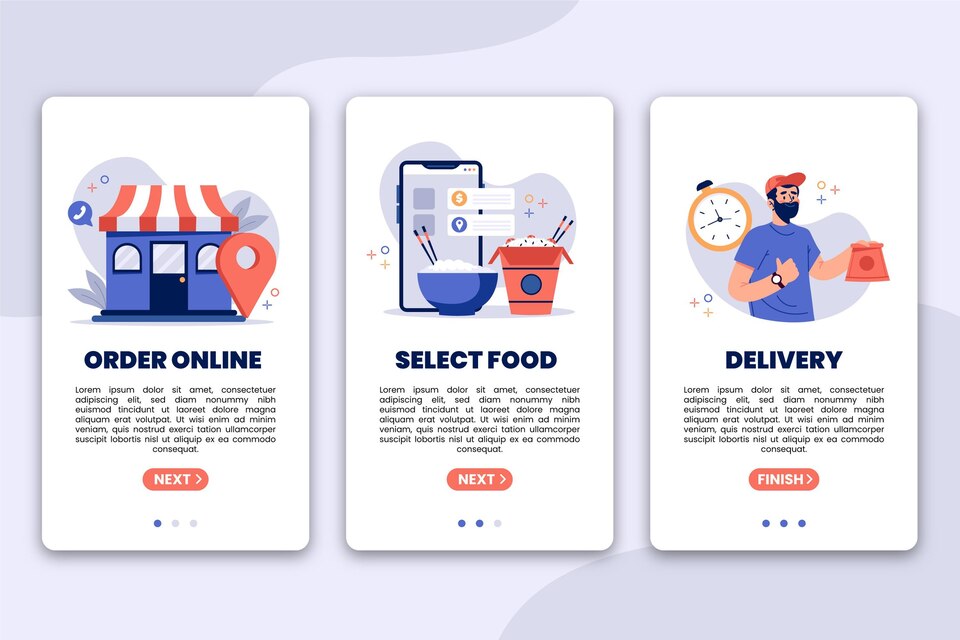 ORDER ONLINE
Lorem ipsum dolor sit amet, consectetuer
adipiscing elit, sed diam nonummy nibh
euismod tincidunt ut laoreet dolore magna
aliquam erat volutpat. Ut wisi enim ad minim
veniam, quis nostrud exerci tation ullamcorper
suscipit lobortis nisl ut aliquip ex ea commodo
consequat.
NEXT
SELECT FOOD
$
Lorem ipsum dolor sit amet, consectetuer
adipiscing elit, sed diam nonummy nibh
euismod tincidunt ut laoreet dolore magna
aliquam erat volutpat. Ut wisi enim ad minim
veniam, quis nostrud exerci tation ullamcorper
suscipit lobortis nisl ut aliquip ex ea commodo
consequat.
NEXT
DELIVERY
Lorem ipsum dolor sit amet, consectetuer
adipiscing elit, sed diam nonummy nibh
euismod tincidunt ut laoreet dolore magna
aliquam erat volutpat. Ut wisi enim ad minim
veniam, quis nostrud exerci tation ullamcorper
suscipit lobortis nisl ut aliquip ex ea commodo
consequat.
FINISH